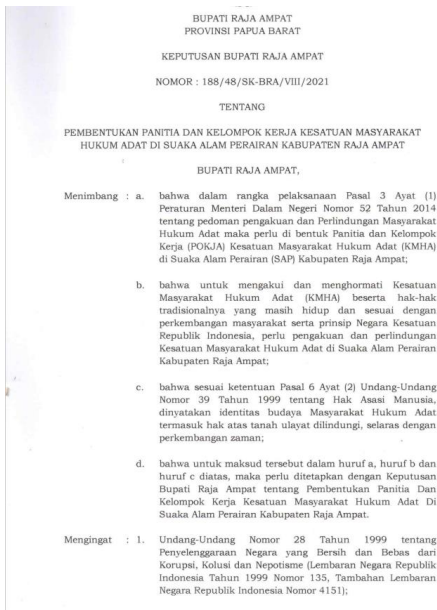 BUPATI RAJA AMPAT
PROVINSI PAPUA BARAT
KEPUTUSAN BUPATI RAJA AMPAT
NOMOR : 188/48/SK-BRA/VIII/2021
TENTANG
PEMBENTUKAN PANITIA DAN KELOMPOK KERJA KESATUAN MASYARAKAT
HUKUM ADAT DI SUAKA ALAM PERAIRAN KABUPATEN RAJA AMPAT
BUPATI RAJA AMPAT,
Menimbang : a. bahwa dalam rangka pelaksanaan Pasal 3 Ayat (1)
Peraturan Menteri Dalam Negeri Nomor 52 Tahun 2014
tentang pedoman pengakuan dan Perlindungan Masyarakat
Hukum Adat maka perlu di bentuk Panitia dan Kelompok
Kerja (POKJA) Kesatuan Masyarakat Hukum Adat (KMHA)
di Suaka Alam Perairan (SAP) Kabupaten Raja Ampat;
b. bahwa untuk mengakui dan menghormati Kesatuan
Masyarakat Hukum Adat (KMHA) beserta hak-hak
tradisionalnya yang masih hidup dan sesuai dengan
perkembangan masyarakat serta prinsip Negara Kesatuan
Republik Indonesia, perlu pengakuan dan perlindungan
Kesatuan Masyarakat Hukum Adat di Suaka Alam Perairan
Kabupaten Raja Ampat;
c. bahwa sesuai ketentuan Pasal 6 Ayat (2) Undang-Undang
Nomor 39 Tahun 1999 tentang Hak Asasi Manusia,
dinyatakan identitas budaya Masyarakat Hukum Adat
termasuk hak atas tanah ulayat dilindungi, selaras dengan
perkembangan zaman;
d. bahwa untuk maksud tersebut dalam huruf a, huruf b dan
huruf c diatas, maka perlu ditetapkan dengan Keputusan
Bupati Raja Ampat tentang Pembentukan Panitia Dan
Kelompok Kerja Kesatuan Masyarakat Hukum Adat Di
Suaka Alam Perairan Kabupaten Raja Ampat.
Mengingat : 1. Undang-Undang Nomor 28 Tahun 1999 tentang
Penyelenggaraan Negara yang Bersih dan Bebas dari
Korupsi, Kolusi dan Nepotisme (Lembaran Negara Republik
Indonesia Tahun 1999 Nomor 135, Tambahan Lembaran
Negara Republik Indonesia Nomor 4151);